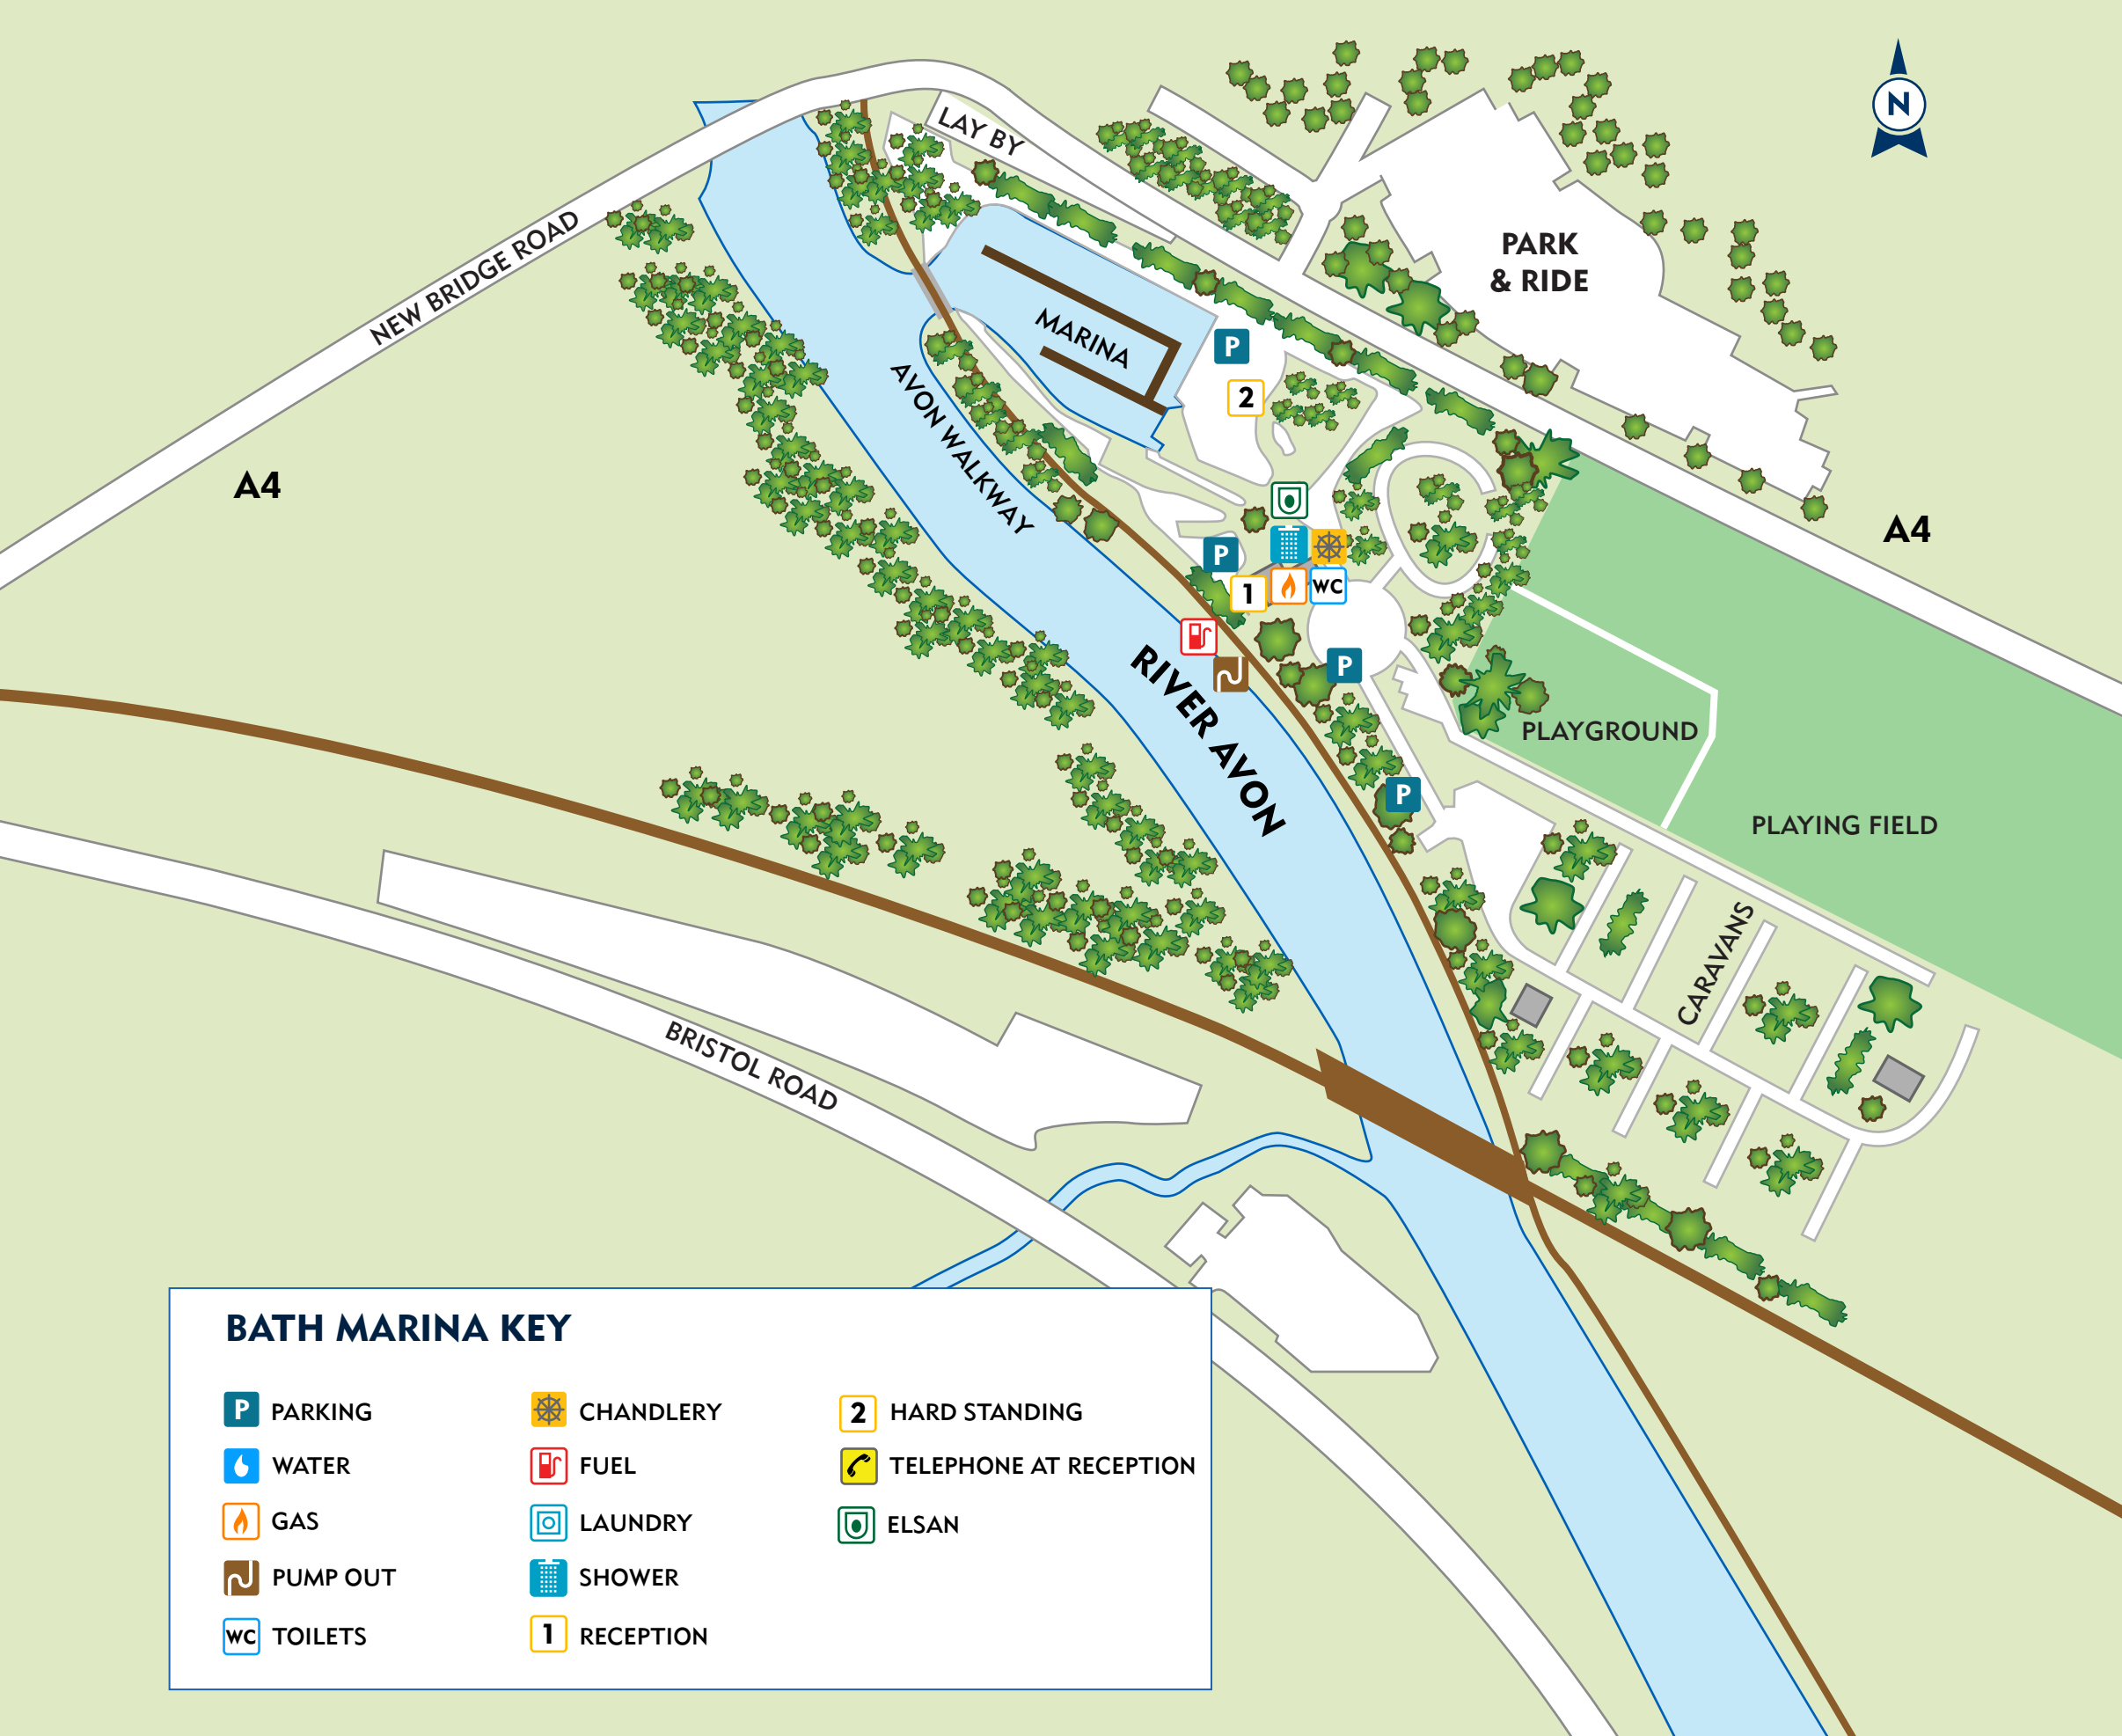 N
LAY BY
NEW BRIDGE ROAD
PARK
& RIDE
MARINA
P
2
AVON WALKWAY
A4
A4
P
1
WC
P
RIVER AVON
PLAYGROUND
P
PLAYING FIELD
CARAVANS
BRISTOL ROAD
BATH MARINA KEY
P PARKING
WATER
GAS
PUMP OUT
WC TOILETS
CHANDLERY
FUEL
LAUNDRY
SHOWER
1 RECEPTION
2 HARD STANDING
TELEPHONE AT RECEPTION
ELSAN